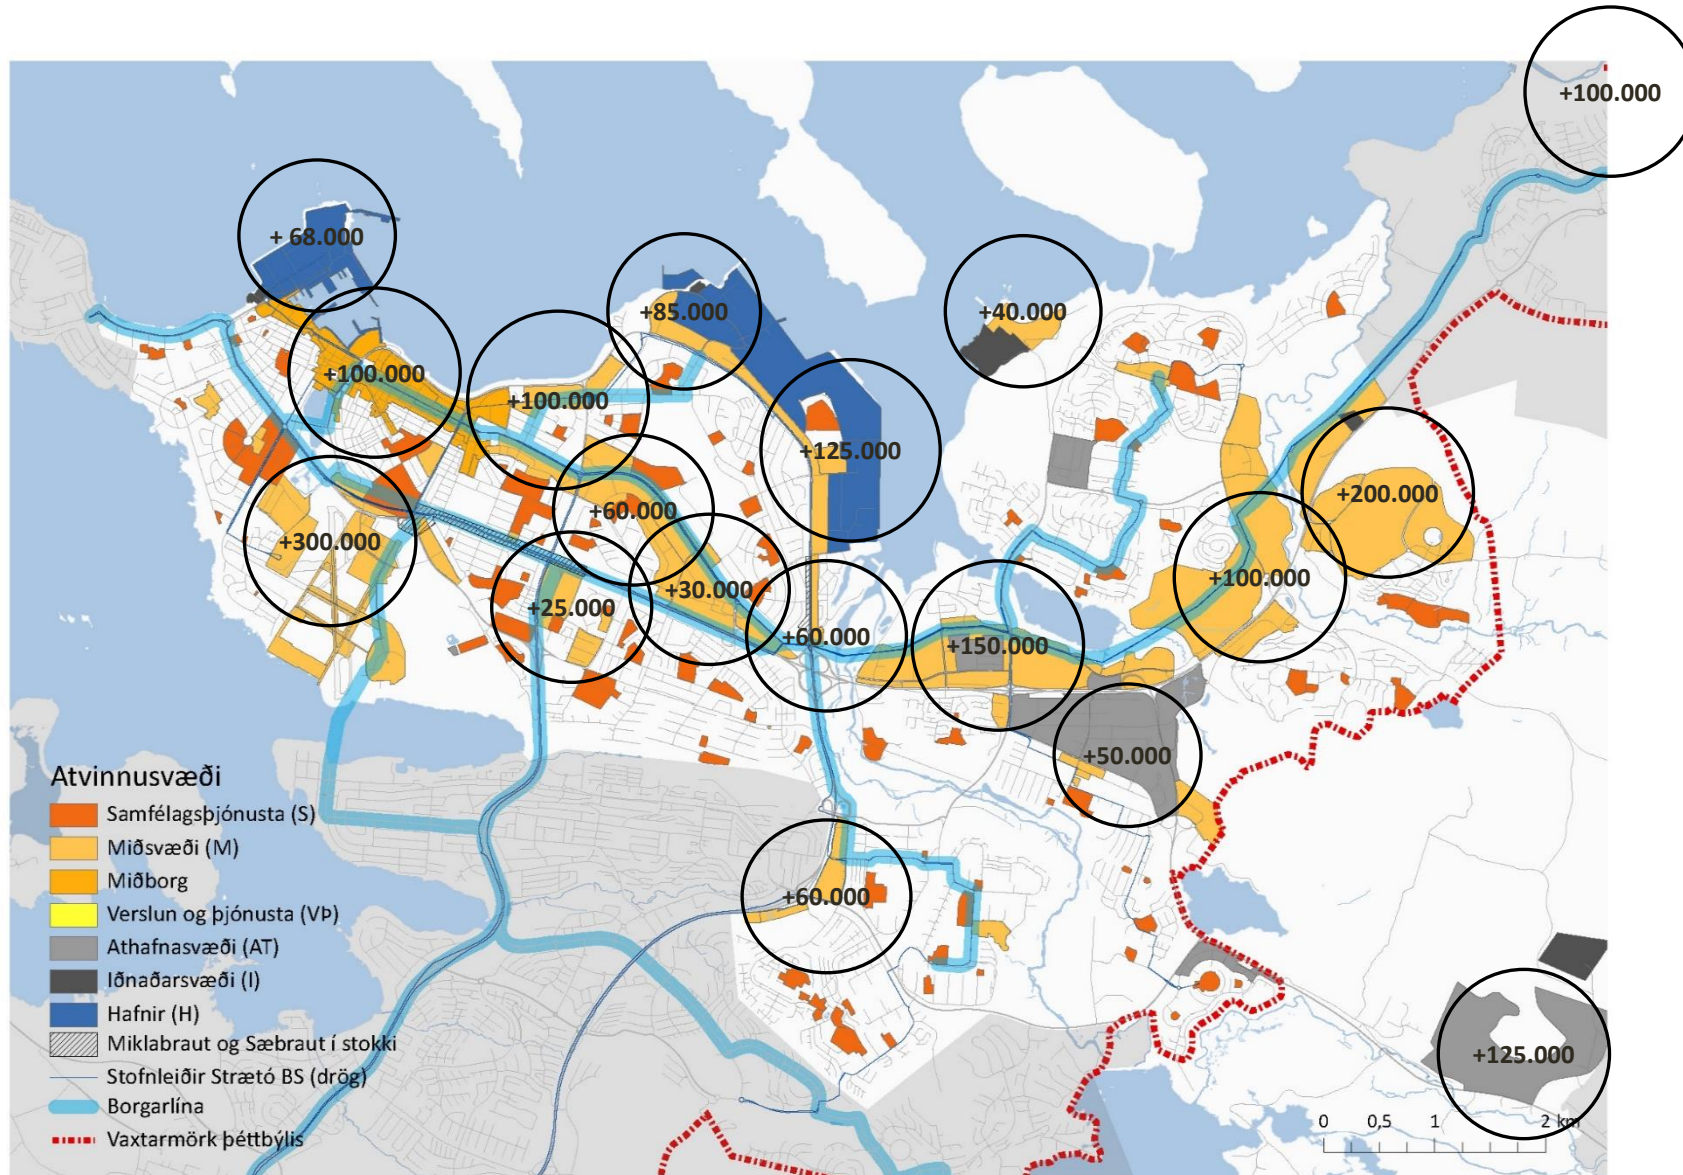 +100.000
+ 68.000
+85.000
+40.000
+100.000
+100.000
+125.000
+200.000
+60.000
+300.000
+100.000
+30.000
+25.000
+60.000
+150.000
+50.000
+60.000
+125.000
Atvinnusvæði
Samfélagsþjónusta (S)
Miðsvæði (M)
Miðborg
Verslun og þjónusta (VÞ)
Athafnasvæði (AT)
Iðnaðarsvæði (I)
Hafnir (H)
Miklabraut og Sæbraut í stokki
Stofnleiðir Strætó BS (drög)
Borgarlína
Vaxtarmörk þéttbýlis
0 0,5 1 2 km